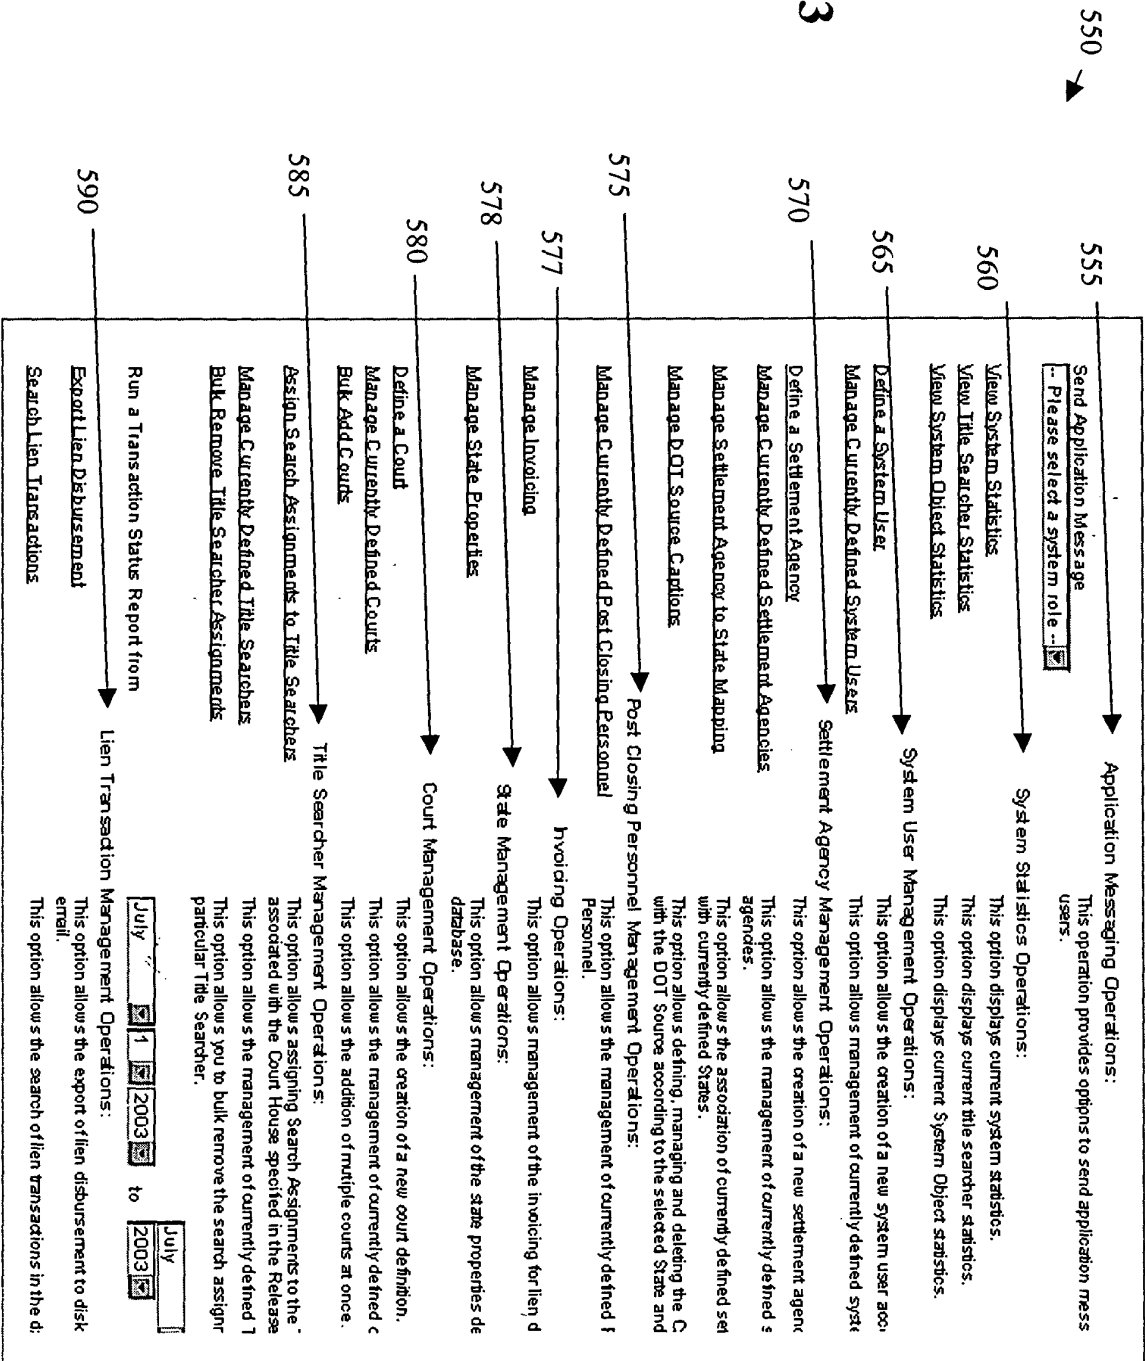 550
3
555
Application Messaging Operations:
Send Application Message
-- Please select a system role --
This operation provides options to send application mess
users.
560
System Statistics Operations:
View System Statistics
This option displays current system statistics.
View Title Searcher Statistics
This option displays current title searcher statistics.
View System Object Statistics
This option displays current System Object statistics.
565
System User Management Operations:
Define a System User
This option allows the creation of a new system user acc
Manage Currently Defined System Users
This option allows management of currently defined syste
570
Settlement Agency Management Operations:
Define a Settlement Agency
This option allows the creation of a new settlement agenc
Manage Currently Defined Settlement Agencies
This option allows the management of currently defined s
agencies.
Manage Settlement Agency to State Mapping
This option allows the association of currently defined set
with currently defined States.
Manage DOT Source Captions
This option allows defining, managing and deleting the C
with the DOT Source according to the selected State and
575
Post Closing Personnel Management Operations:
Manage Currently Defined Post Closing Personnel
This option allows the management of currently defined F
Personnel.
577
Invoicing Operations:
Manage Invoicing
This option allows management of the invoicing for lien, d
578
State Management Operations:
Manage State Properties
This option allows management of the state properties de
database.
580
Court Management Operations:
Define a Court
This option allows the creation of a new court definition.
Manage Currently Defined Courts
This option allows the management of currently defined c
Bulk Add Courts
This option allows the addition of mutiple courts at once.
585
Title Searcher Management Operations:
Assign Search Assignments to Title Searchers
This option allows assigning Search Assignments to the T
associated with the Court House specified in the Release
Manage Currently Defined Title Searchers
This option allows the management of currently defined T
Bulk Remove Title Searcher Assignments
This option allows you to bulk remove the search assignr
particular Title Searcher.
590
Lien Transaction Management Operations:
Run a Transaction Status Report from
July 1 2003 to July
2003
Export Lien Disbursement
This option allows the export of lien disbursement to disk
email.
Search Lien Transactions
This option allows the search of lien transactions in the d